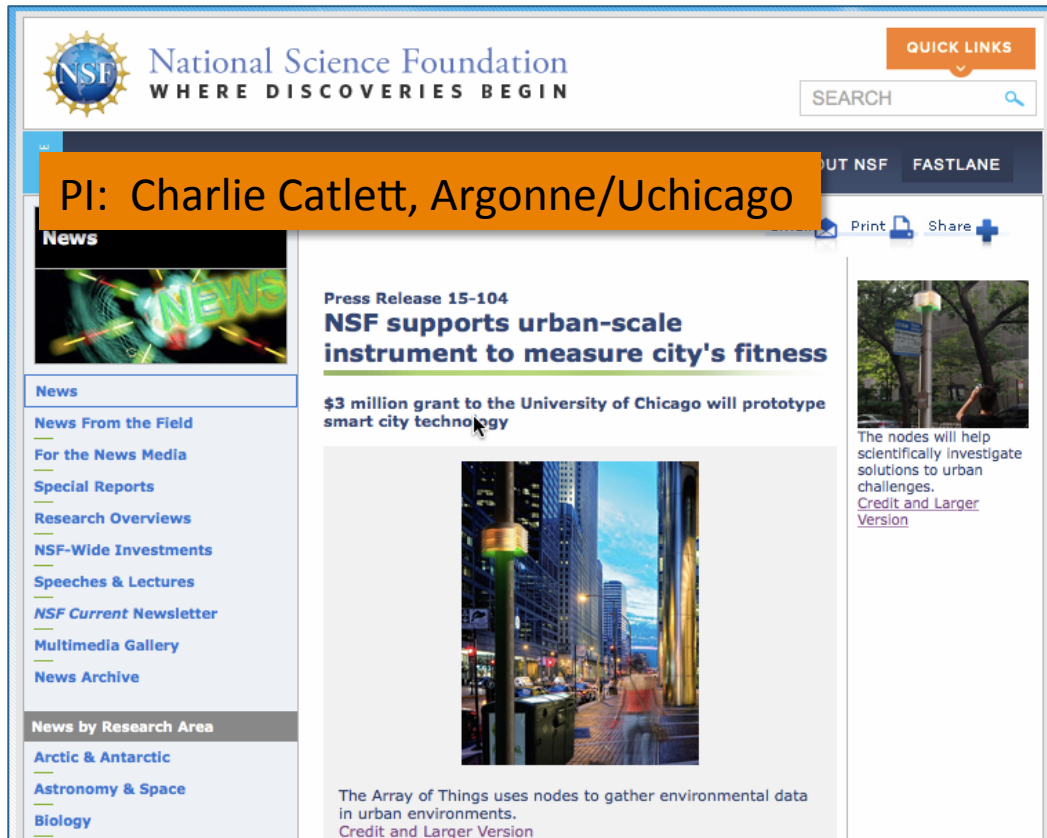 NSF
National Science Foundation
WHERE DISCOVERIES BEGIN
QUICK LINKS
SEARCH
OUT NSF FASTLANE
PI: Charlie Catlett, Argonne/Uchicago
Print
Share
News
NEWS
News
News From the Field
For the News Media
Special Reports
Research Overviews
NSF-Wide Investments
Speeches & Lectures
NSF Current Newsletter
Multimedia Gallery
News Archive
News by Research Area
Arctic & Antarctic
Astronomy & Space
Biology
Press Release 15-104
NSF supports urban-scale
instrument to measure city's fitness
$3 million grant to the University of Chicago will prototype
smart city technology
The Array of Things uses nodes to gather environmental data
in urban environments.
Credit and Larger Version
The nodes will help
scientifically investigate
solutions to urban
challenges.
Credit and Larger
Version